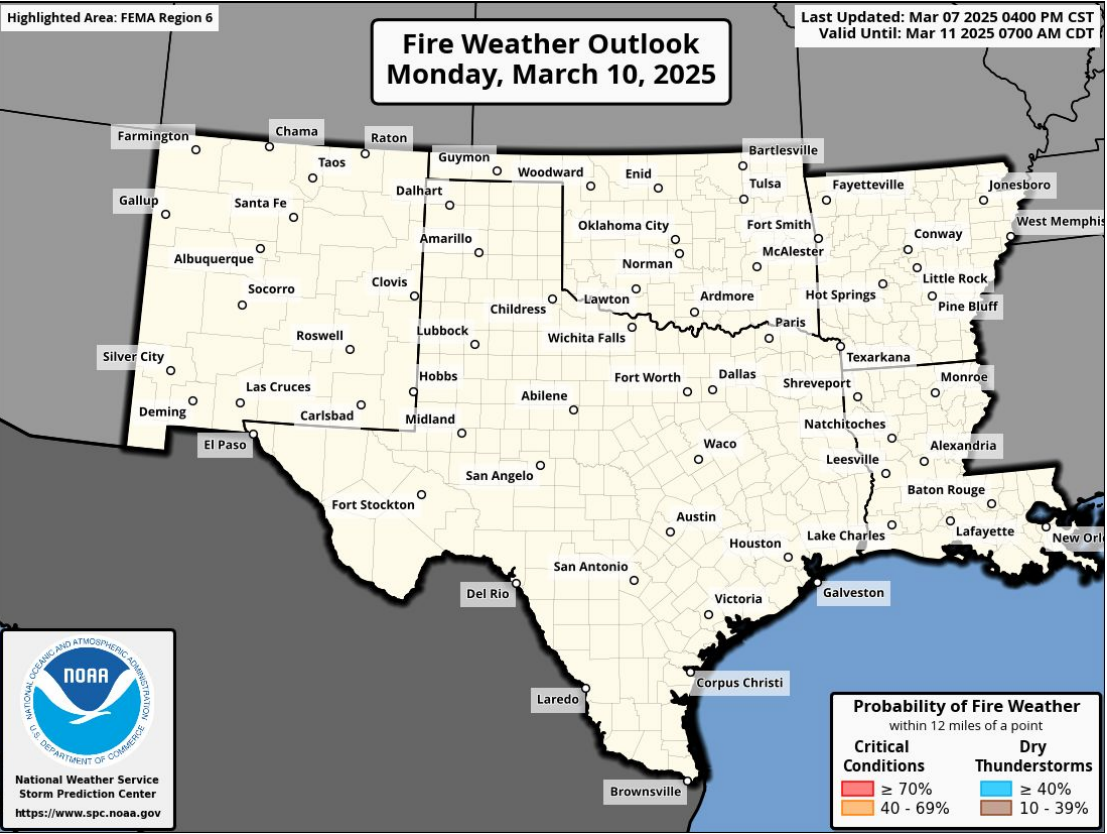 Highlighted Area: FEMA Region 6
Fire Weather Outlook
Monday, March 10, 2025
Last Updated: Mar 07 2025 0400 PM CST
Valid Until: Mar 11 2025 0700 AM CDT
Farmington
Chama
Raton
Taos
Guymon
Woodward
Enid
Bartlesville
Tulsa
Fayetteville
Jonesboro
Gallup
Santa Fe
Dalhart
Oklahoma City
Fort Smith
West Memphis
Albuquerque
Amarillo
Norman
McAlester
Conway
Socorro
Clovis
Childress
Lawton
Ardmore
Hot Springs
Little Rock
Pine Bluff
Roswell
Lubbock
Wichita Falls
Paris
Texarkana
Silver City
Las Cruces
Hobbs
Abilene
Fort Worth
Dallas
Shreveport
Monroe
Deming
Carlsbad
Midland
Natchitoches
El Paso
Waco
Alexandria
San Angelo
Leesville
Fort Stockton
Baton Rouge
Austin
Houston
Lake Charles
Lafayette
New Orl
San Antonio
Del Rio
Galveston
Victoria
Laredo
Corpus Christi
Brownsville
NATIONAL OCEANIC AND ATMOSPHERIC ADMINISTRATION
NOAA
U.S. DEPARTMENT OF COMMERCE
National Weather Service
Storm Prediction Center
https://www.spc.noaa.gov
Probability of Fire Weather
within 12 miles of a point
Critical Conditions
≥ 70%
40 - 69%
Dry Thunderstorms
≥ 40%
10 - 39%